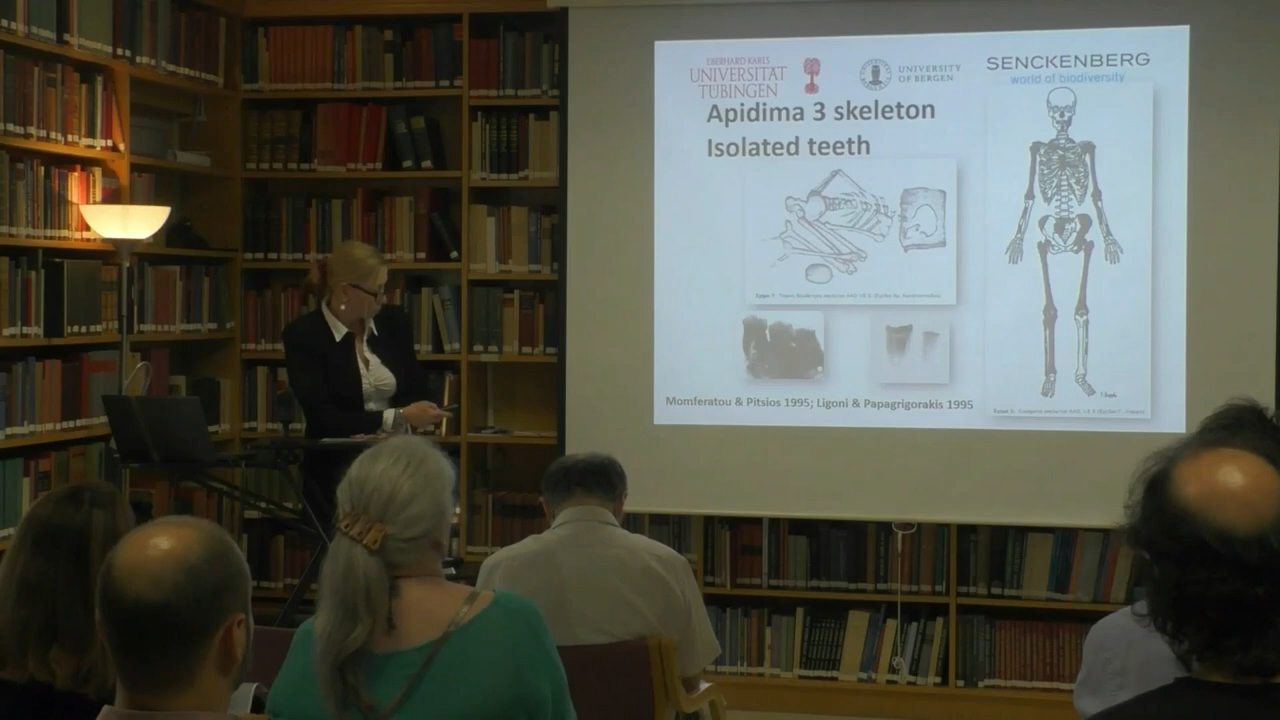 EBERHARD KARLS
UNIVERSITÄT
TÜBINGEN
UNIVERSITY
OF BERGEN
SENCKENBERG
world of biodiversity
Apidima 3 skeleton
Isolated teeth
Momferatou & Pitsios 1995; Ligoni & Papagrigorakis 1995